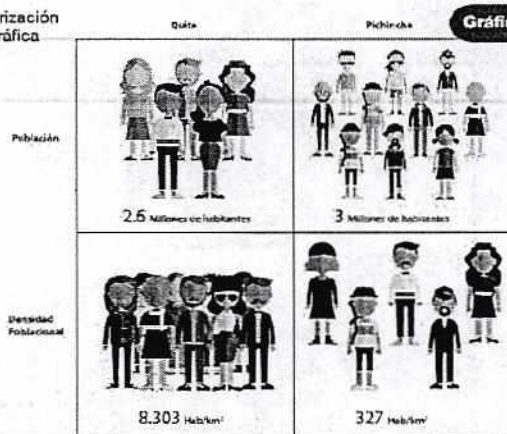 rización
ráfica
Quito
Pichincha
Gráfi
Población
2.6 Millones de habitantes
3 Millones de habitantes
Densidad
Poblacional
8.303 Hab/km²
327 Hab/km²